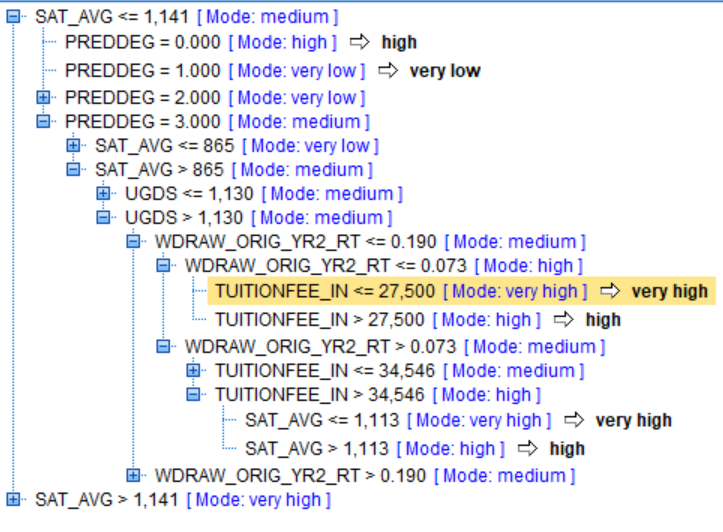 SAT_AVG <= 1,141 [ Mode: medium ]
PREDDEG = 0.000 [ Mode: high ] ⇨ high
PREDDEG = 1.000 [ Mode: very low ] ⇨ very low
PREDDEG = 2.000 [ Mode: very low ]
PREDDEG = 3.000 [ Mode: medium ]
SAT_AVG <= 865 [ Mode: very low ]
SAT_AVG > 865 [ Mode: medium ]
UGDS <= 1,130 [ Mode: medium ]
UGDS > 1,130 [ Mode: medium ]
WDRAW_ORIG_YR2_RT <= 0.190 [ Mode: medium ]
WDRAW_ORIG_YR2_RT <= 0.073 [ Mode: high ]
TUITIONFEE_IN <= 27,500 [ Mode: very high ] ⇨ very high
TUITIONFEE_IN > 27,500 [ Mode: high ] ⇨ high
WDRAW_ORIG_YR2_RT > 0.073 [ Mode: medium ]
TUITIONFEE_IN <= 34,546 [ Mode: medium ]
TUITIONFEE_IN > 34,546 [ Mode: high ]
SAT_AVG <= 1,113 [ Mode: very high ] ⇨ very high
SAT_AVG > 1,113 [ Mode: high ] ⇨ high
WDRAW_ORIG_YR2_RT > 0.190 [ Mode: medium ]
SAT_AVG > 1,141 [ Mode: very high ]